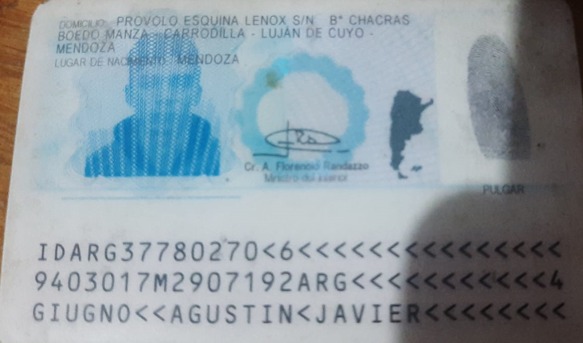 DOMICILIO: PROVOLO ESQUINA LENOX S/N Bª CHACRAS
BOEDO MANZA - CARRODILLA - LUJÁN DE CUYO -
MENDOZA
LUGAR DE NACIMIENTO: MENDOZA
Cr. A. Florencio Randazzo
Ministro del Interior
PULGAR
IDARG37780270<6<<<<<<<<<<<<<<<
9403017M2907192ARG<<<<<<<<<<<4
GIUGNO<<AGUSTIN<JAVIER<<<<<<<<